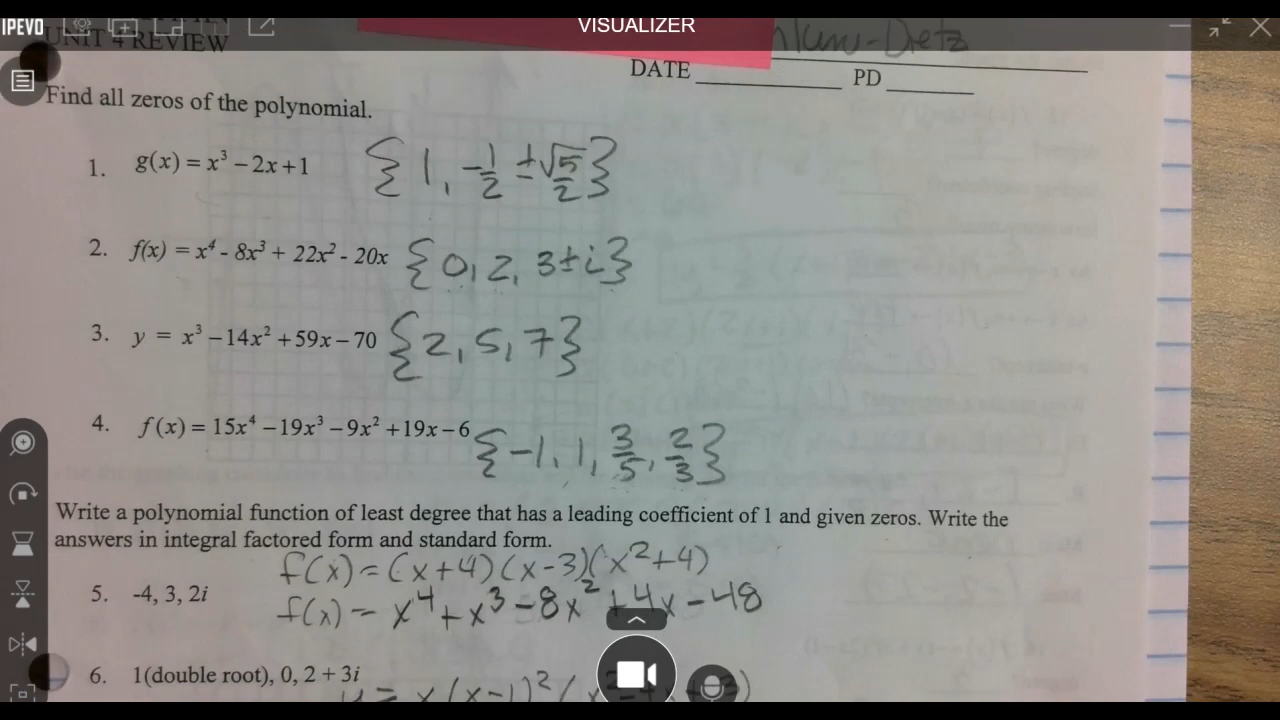 IPEVO
VISUALIZER
UNIT 4 REVIEW
DATE ____ PD ____
Find all zeros of the polynomial.
1. g(x) = x³ − 2x + 1 {1, -1/2 ± √5/2}
2. f(x) = x⁴ - 8x³ + 22x² - 20x {0, 2, 3±i}
3. y = x³ − 14x² + 59x − 70 {2, 5, 7}
4. f(x) = 15x⁴ − 19x³ − 9x² + 19x − 6 {-1, 1, 3/5, 2/3}
Write a polynomial function of least degree that has a leading coefficient of 1 and given zeros. Write the
answers in integral factored form and standard form.
f(x) = (x+4)(x-3)(x²+4)
5. -4, 3, 2i
f(x) = x⁴ + x³ - 8x² + 4x - 48
6. 1(double root), 0, 2 + 3i
x(x-1)²(